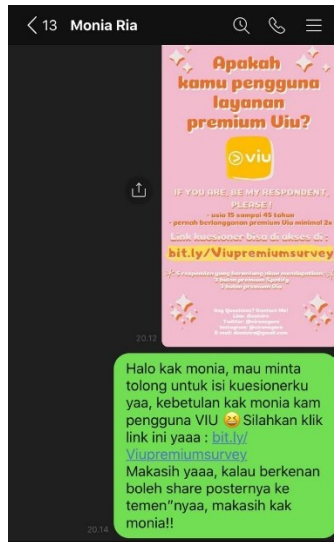 13 Monia Ria
Apakah
kamu pengguna
layanan
premium Viu?
viu
IF YOU ARE, BE MY RESPONDENT,
PLEASE!
- usia 15 sampai 45 tahun
- pernah berlangganan premium Viu minimal 2x
Link kuesioner bisa di akses di :
bit.ly/Viupremiumsurvey
20.12
Halo kak monia, mau minta
tolong untuk isi kuesionerku
yaa, kebetulan kak monia kam
pengguna VIU 😆 Silahkan klik
link ini yaaa : bit.ly/
Viupremiumsurvey
Makasih yaaa, kalau berkenan
boleh share posternya ke
temen"nyaa, makasih kak
monia!!
20.14